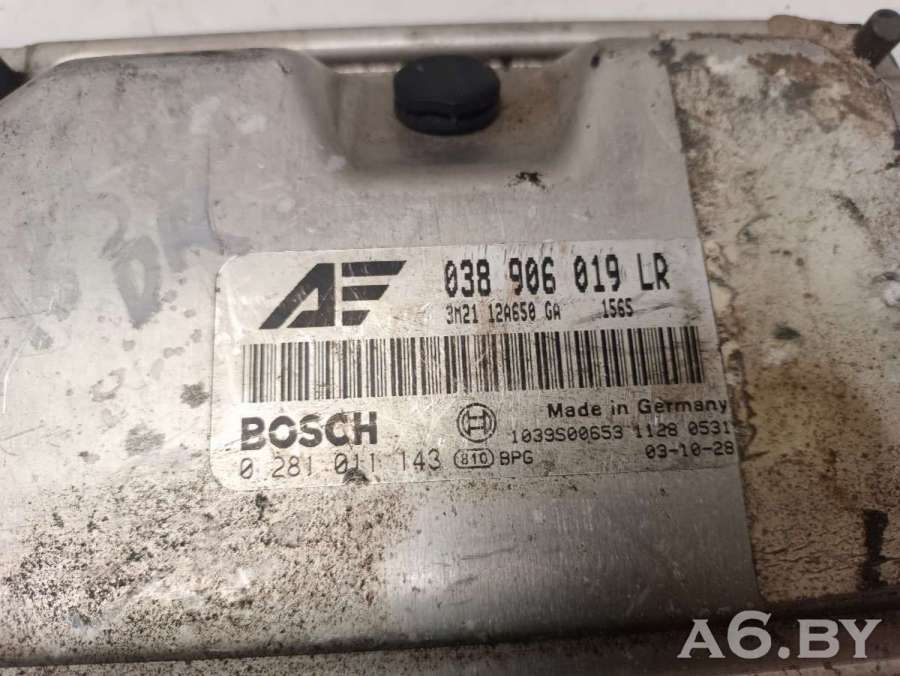 AE 038 906 019 LR
3M21 12A650 GA 1565
BOSCH Made in Germany
1039S00653 1128 0531
0 281 011 143 810 BPG 03-10-28
A6.BY